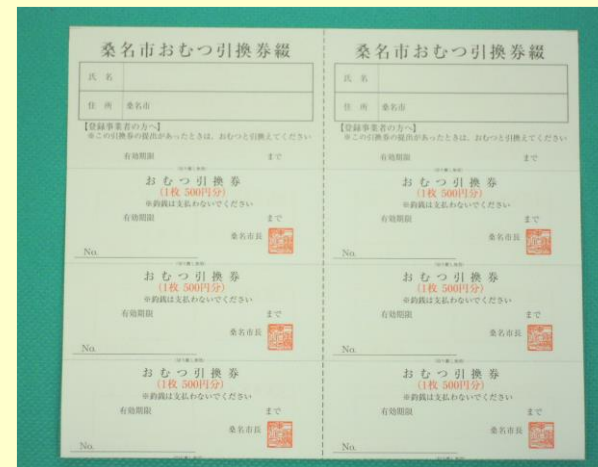 桑名市おむつ引換券綴
氏 名
住 所 桑名市
【登録事業者の方へ】
※この引換券の提出があったときは、おむつと引換えてください
有効期限 まで
おむつ引換券
(1枚 500円分)
※釣銭は支払わないでください
有効期限 まで
桑名市長
No.
おむつ引換券
(1枚 500円分)
※釣銭は支払わないでください
有効期限 まで
桑名市長
No.
おむつ引換券
(1枚 500円分)
※釣銭は支払わないでください
有効期限 まで
桑名市長
No.
桑名市おむつ引換券綴
氏 名
住 所 桑名市
【登録事業者の方へ】
※この引換券の提出があったときは、おむつと引換えてください
有効期限 まで
おむつ引換券
(1枚 500円分)
※釣銭は支払わないでください
有効期限 まで
桑名市長
No.
おむつ引換券
(1枚 500円分)
※釣銭は支払わないでください
有効期限 まで
桑名市長
No.
おむつ引換券
(1枚 500円分)
※釣銭は支払わないでください
有効期限 まで
桑名市長
No.